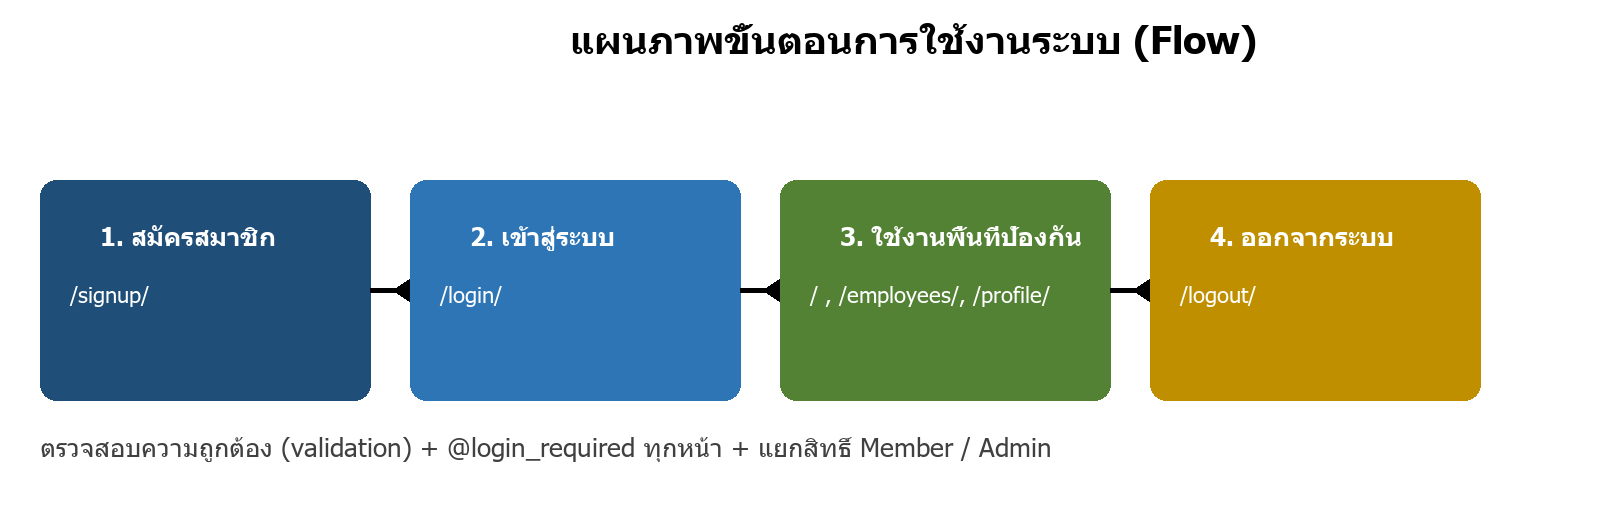 แผนภาพขั้นตอนการใช้งานระบบ (Flow)
1. สมัครสมาชิก
/signup/
2. เข้าสู่ระบบ
/login/
3. ใช้งานพื้นที่ป้องกัน
/ , /employees/, /profile/
4. ออกจากระบบ
/logout/
ตรวจสอบความถูกต้อง (validation) + @login_required ทุกหน้า + แยกสิทธิ์ Member / Admin